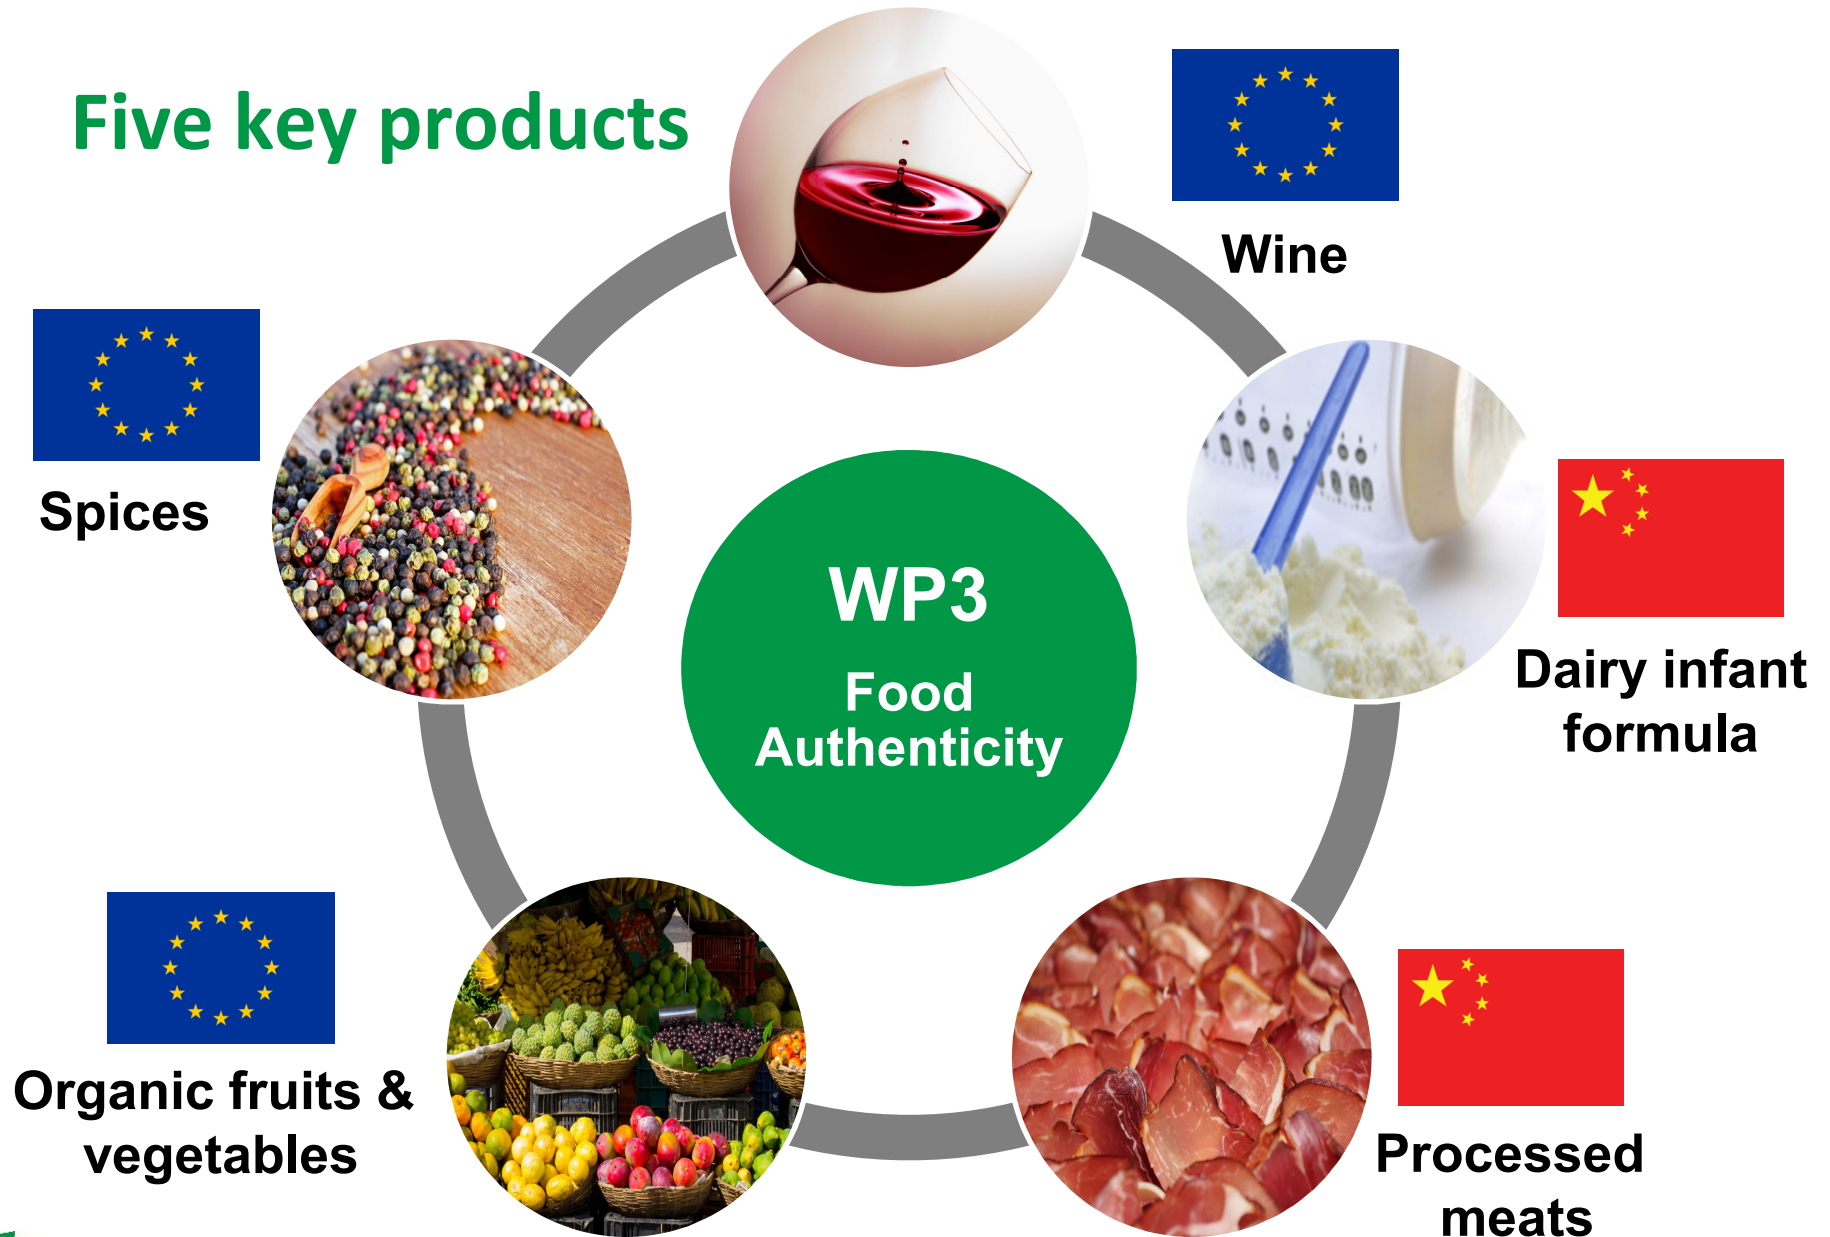 Five key products
Wine
Spices
Dairy infant
formula
WP3
Food
Authenticity
Organic fruits &
vegetables
Processed
meats